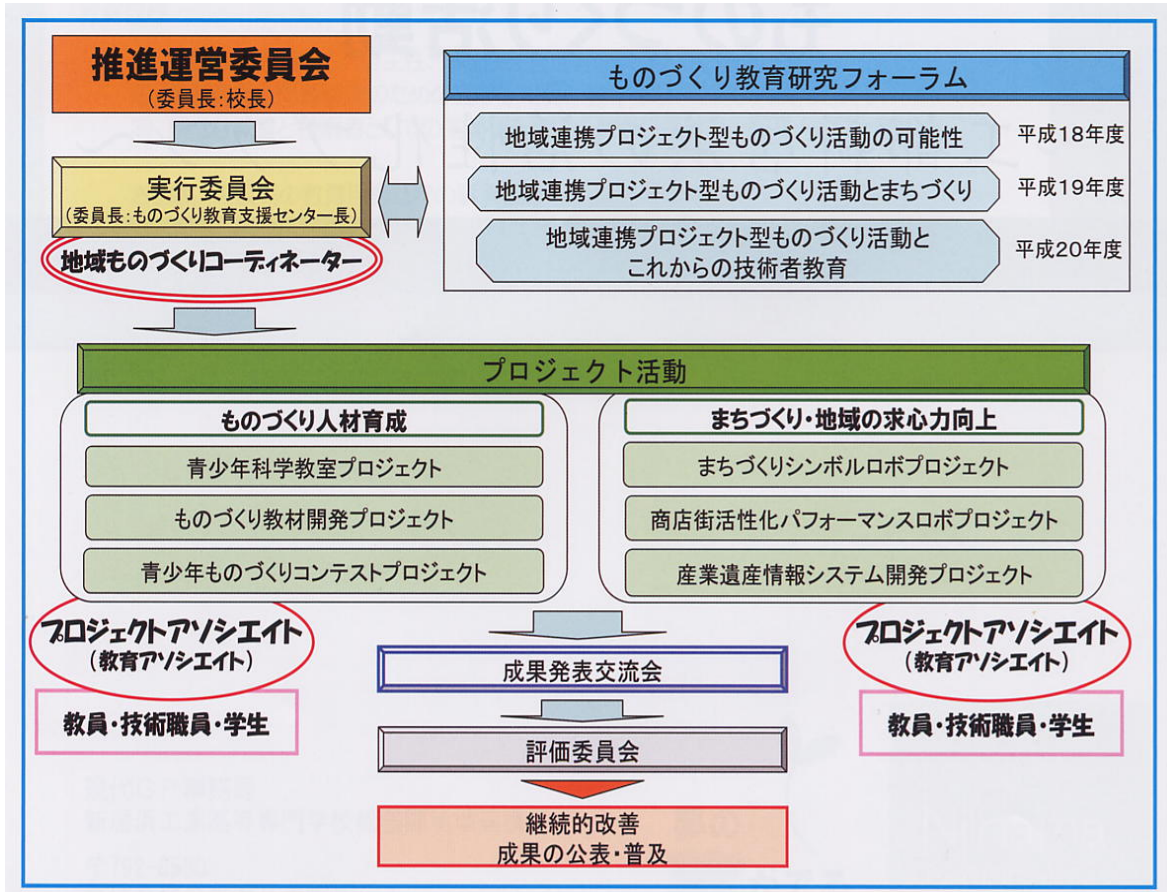 推進運営委員会
(委員長:校長)
実行委員会
(委員長:ものづくり教育支援センター長)
地域ものづくりコーディネーター
ものづくり教育研究フォーラム
地域連携プロジェクト型ものづくり活動の可能性
平成18年度
地域連携プロジェクト型ものづくり活動とまちづくり
平成19年度
地域連携プロジェクト型ものづくり活動と
これからの技術者教育
平成20年度
プロジェクト活動
ものづくり人材育成
青少年科学教室プロジェクト
ものづくり教材開発プロジェクト
青少年ものづくりコンテストプロジェクト
まちづくり・地域の求心力向上
まちづくりシンボルロボプロジェクト
商店街活性化パフォーマンスロボプロジェクト
産業遺産情報システム開発プロジェクト
プロジェクトアソシエイト
(教育アソシエイト)
教員・技術職員・学生
プロジェクトアソシエイト
(教育アソシエイト)
教員・技術職員・学生
成果発表交流会
評価委員会
継続的改善
成果の公表・普及